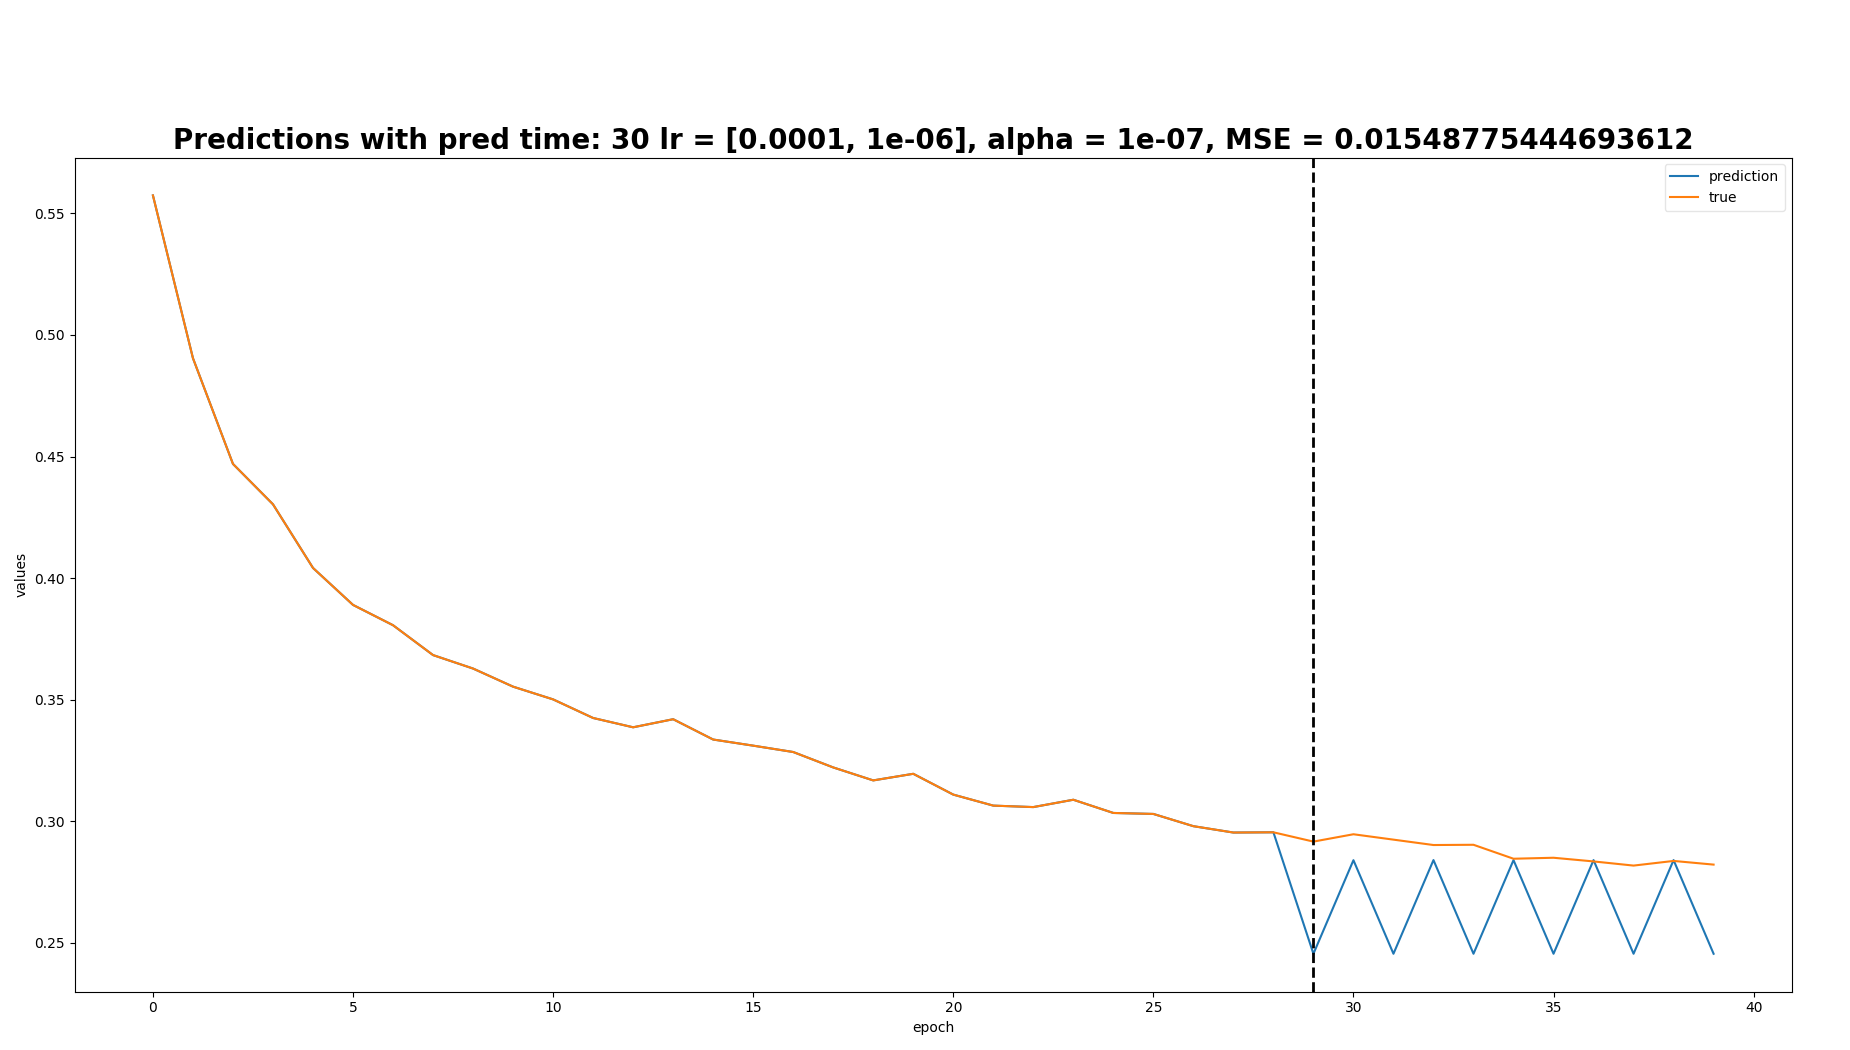 Predictions with pred time: 30 lr = [0.0001, 1e-06], alpha = 1e-07, MSE = 0.01548775444693612
prediction
true
values
0.55
0.50
0.45
0.40
0.35
0.30
0.25
0 5 10 15 20 25 30 35 40
epoch